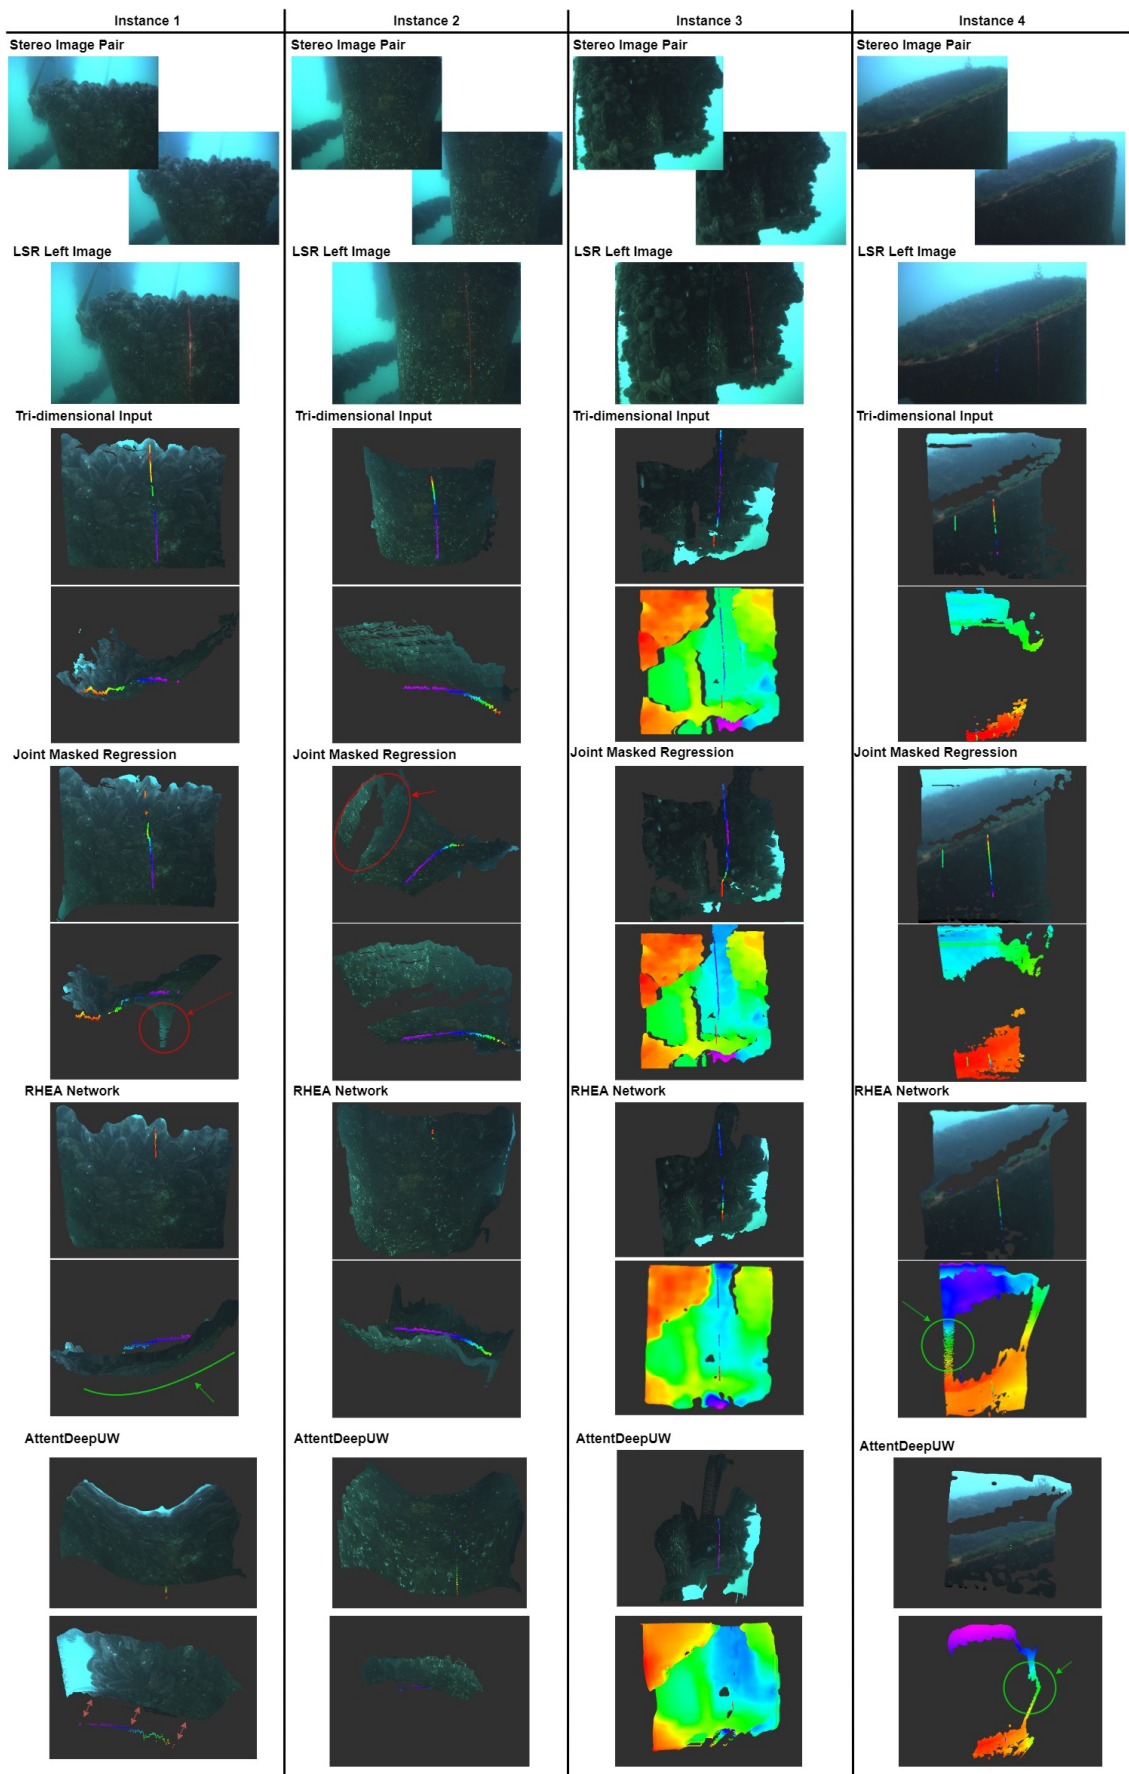 Instance 1 Instance 2 Instance 3 Instance 4
Stereo Image Pair Stereo Image Pair Stereo Image Pair Stereo Image Pair
LSR Left Image LSR Left Image LSR Left Image LSR Left Image
Tri-dimensional Input Tri-dimensional Input Tri-dimensional Input Tri-dimensional Input
Joint Masked Regression Joint Masked Regression Joint Masked Regression Joint Masked Regression
RHEA Network RHEA Network RHEA Network RHEA Network
AttentDeepUW AttentDeepUW AttentDeepUW AttentDeepUW